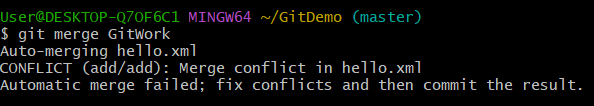 User@DESKTOP-Q7OF6C1 MINGW64 ~/GitDemo (master)
$ git merge GitWork
Auto-merging hello.xml
CONFLICT (add/add): Merge conflict in hello.xml
Automatic merge failed; fix conflicts and then commit the result.